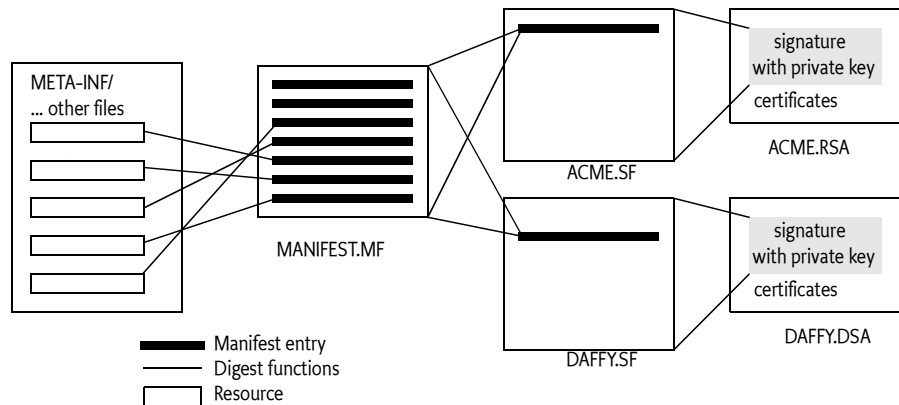 META-INF/
... other files
MANIFEST.MF
ACME.SF
signature
with private key
certificates
ACME.RSA
DAFFY.SF
signature
with private key
certificates
DAFFY.DSA
Manifest entry
Digest functions
Resource